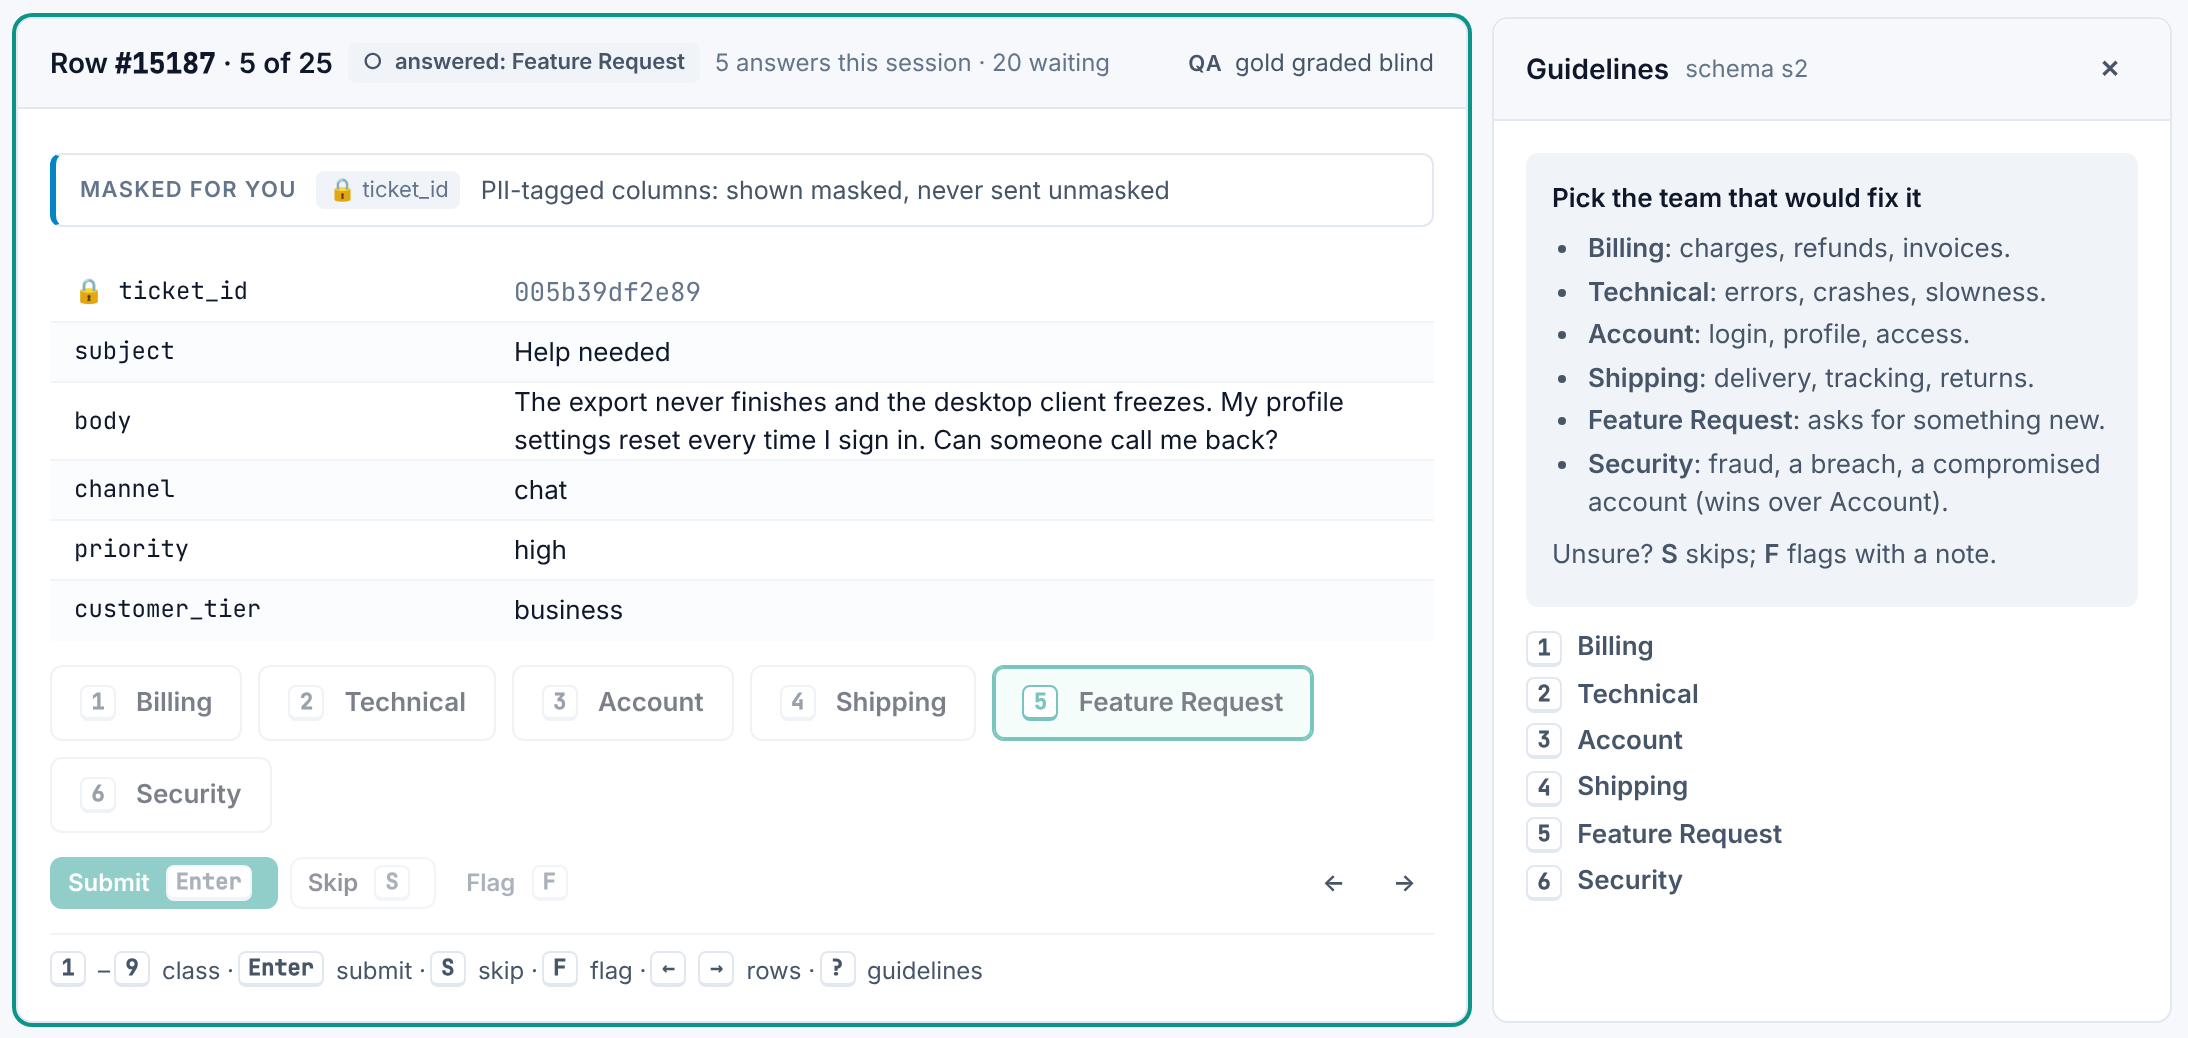 Row #15187 · 5 of 25 answered: Feature Request 5 answers this session · 20 waiting QA gold graded blind
MASKED FOR YOU 🔒 ticket_id PII-tagged columns: shown masked, never sent unmasked
🔒 ticket_id 005b39df2e89
subject Help needed
body The export never finishes and the desktop client freezes. My profile
settings reset every time I sign in. Can someone call me back?
channel chat
priority high
customer_tier business
1 Billing 2 Technical 3 Account 4 Shipping 5 Feature Request
6 Security
Submit Enter Skip S Flag F ← →
1 – 9 class · Enter submit · S skip · F flag · ← → rows · ? guidelines
Guidelines schema s2 ×
Pick the team that would fix it
• Billing: charges, refunds, invoices.
• Technical: errors, crashes, slowness.
• Account: login, profile, access.
• Shipping: delivery, tracking, returns.
• Feature Request: asks for something new.
• Security: fraud, a breach, a compromised
account (wins over Account).
Unsure? S skips; F flags with a note.
1 Billing
2 Technical
3 Account
4 Shipping
5 Feature Request
6 Security